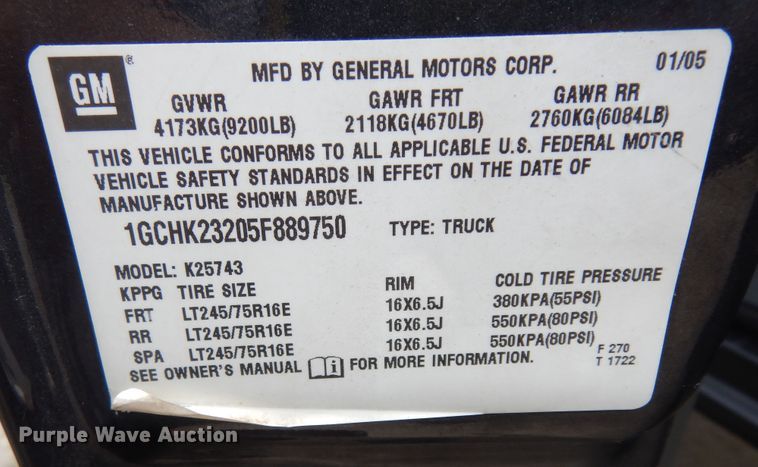 GM®
MFD BY GENERAL MOTORS CORP. 01/05
GVWR GAWR FRT GAWR RR
4173KG(9200LB) 2118KG(4670LB) 2760KG(6084LB)
THIS VEHICLE CONFORMS TO ALL APPLICABLE U.S. FEDERAL MOTOR
VEHICLE SAFETY STANDARDS IN EFFECT ON THE DATE OF
MANUFACTURE SHOWN ABOVE.
1GCHK23205F889750 TYPE: TRUCK
MODEL: K25743
KPPG TIRE SIZE RIM COLD TIRE PRESSURE
FRT LT245/75R16E 16X6.5J 380KPA(55PSI)
RR LT245/75R16E 16X6.5J 550KPA(80PSI)
SPA LT245/75R16E 16X6.5J 550KPA(80PSI)
SEE OWNER'S MANUAL i FOR MORE INFORMATION.
F 270
T 1722
Purple Wave Auction